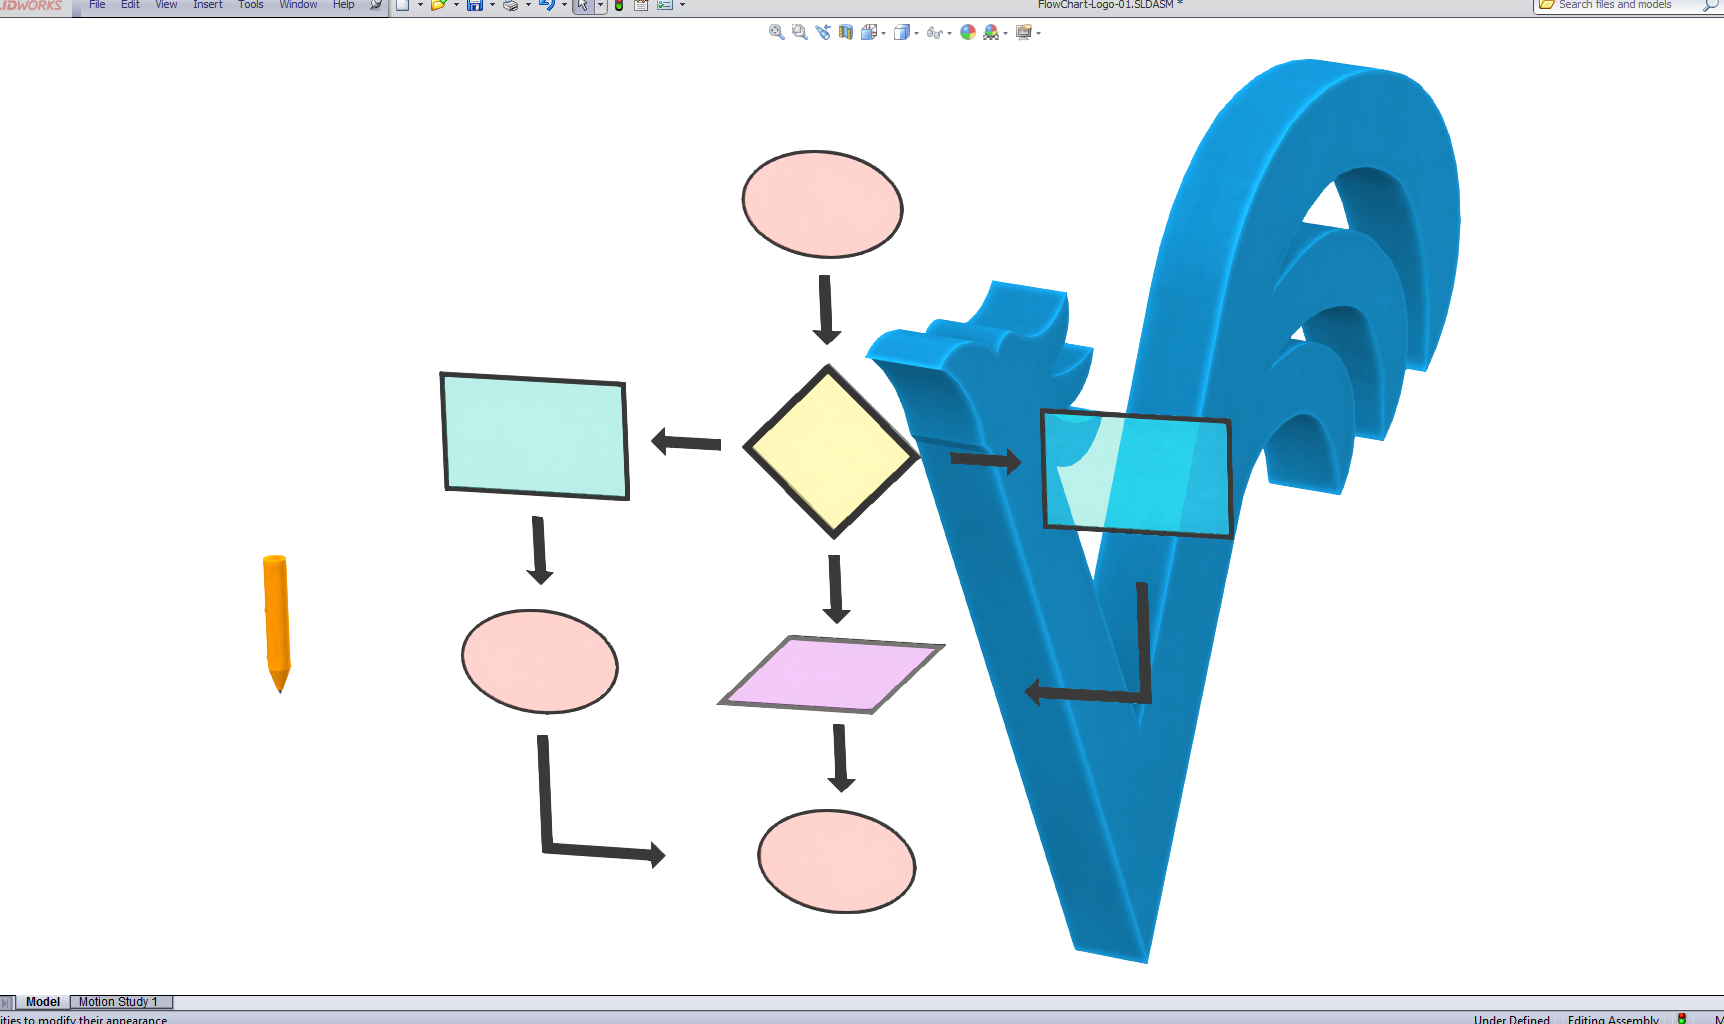 LIDWORKS File Edit View Insert Tools Window Help FlowChart-Logo-01.SLDASM * Search files and models
Model Motion Study 1
ities to modify their appearance Under Defined Editing Assembly M